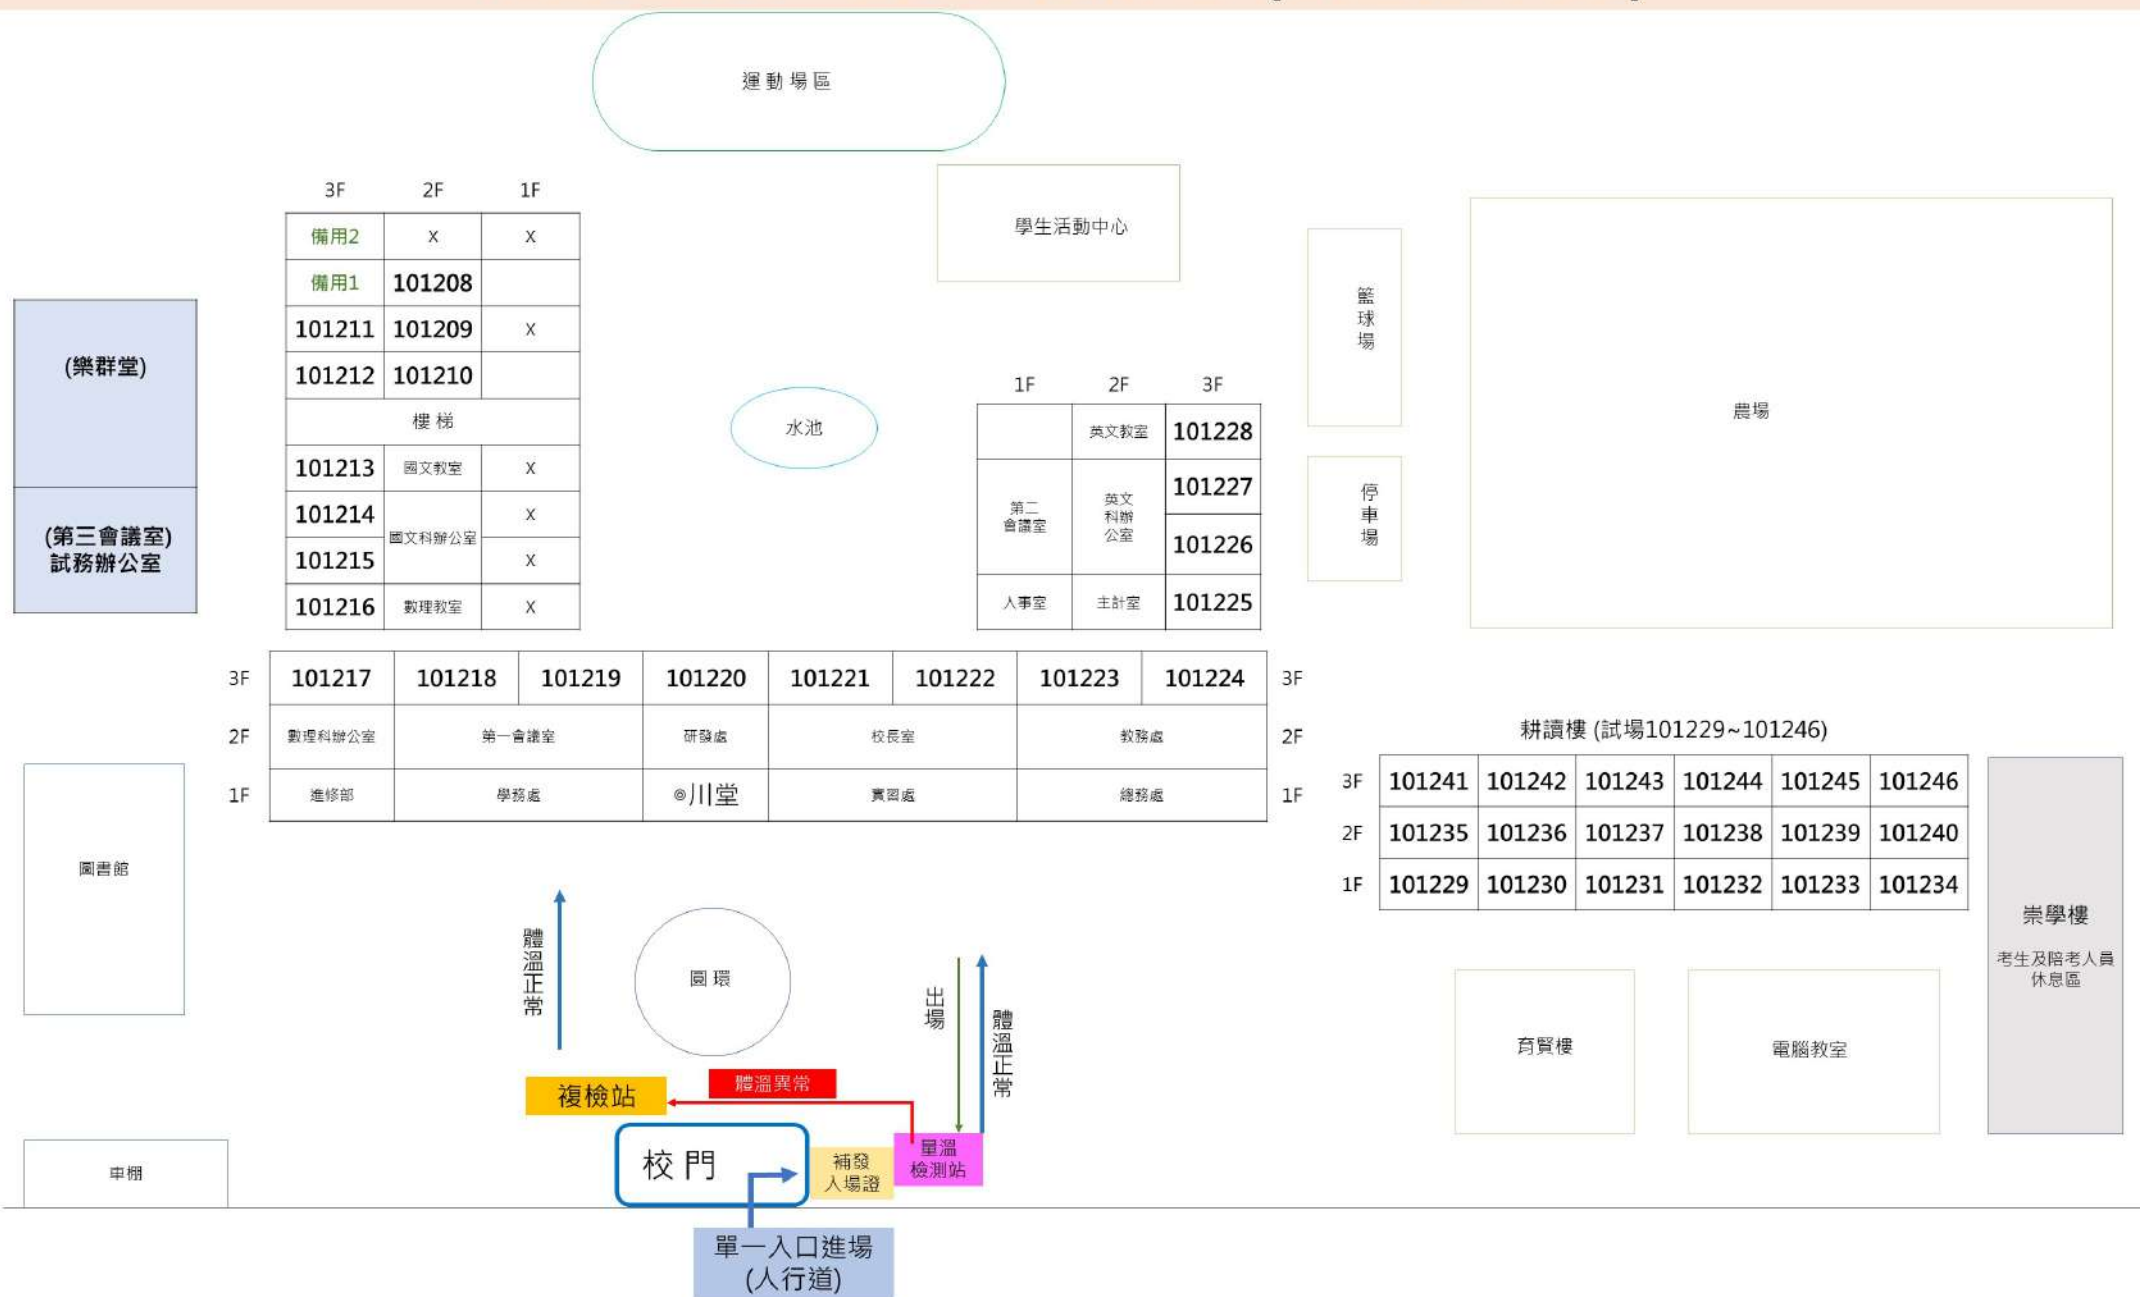 運動場區
3F 2F 1F
備用2 X X
備用1 101208
101211 101209 X
101212 101210
樓梯
101213 國文教室 X
101214 國文科辦公室 X
101215 X
101216 數理教室 X
(樂群堂)
(第三會議室)
試務辦公室
學生活動中心
水池
1F 2F 3F
英文教室 101228
第二
會議室
英文
科辦
公室
101227
101226
人事室 主計室 101225
籃
球
場
停
車
場
農場
3F 101217 101218 101219 101220 101221 101222 101223 101224 3F
2F 數理科辦公室 第一會議室 研發處 校長室 教務處 2F
1F 進修部 學務處 ◎川堂 實習處 總務處 1F
耕讀樓 (試場101229~101246)
3F 101241 101242 101243 101244 101245 101246
2F 101235 101236 101237 101238 101239 101240
1F 101229 101230 101231 101232 101233 101234
圖書館
崇學樓
考生及陪考人員
休息區
體溫正常
圓環
出場
體溫正常
育賢樓
電腦教室
複檢站
體溫異常
校門
補發
入場證
量溫
檢測站
車棚
單一入口進場
(人行道)